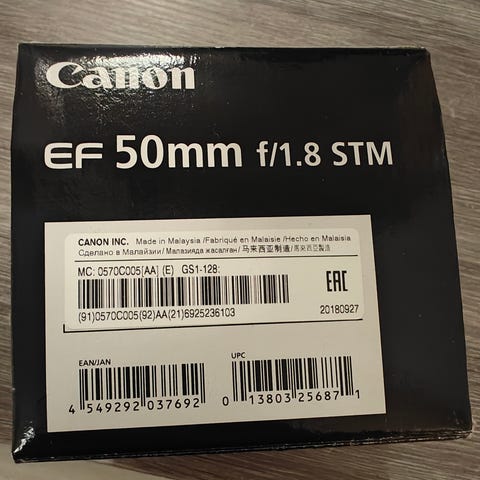 Canon
EF 50mm f/1.8 STM
CANON INC. Made in Malaysia /Fabriqué en Malaisie /Hecho en Malaisia
Сделано в Малайзии/ Малазияда жасалған/ 马来西亚制造/馬來西亞製造
MC: 0570C005[AA] (E) GS1-128:
(91)0570C005(92)AA(21)6925236103
EAC
20180927
EAN/JAN
UPC
4 549292 037692
0 13803 25687 1